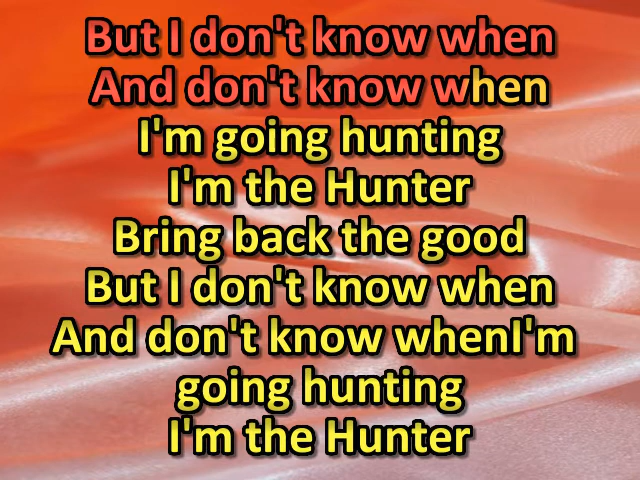 But I don't know when
And don't know when
I'm going hunting
I'm the Hunter
Bring back the good
But I don't know when
And don't know whenI'm
going hunting
I'm the Hunter